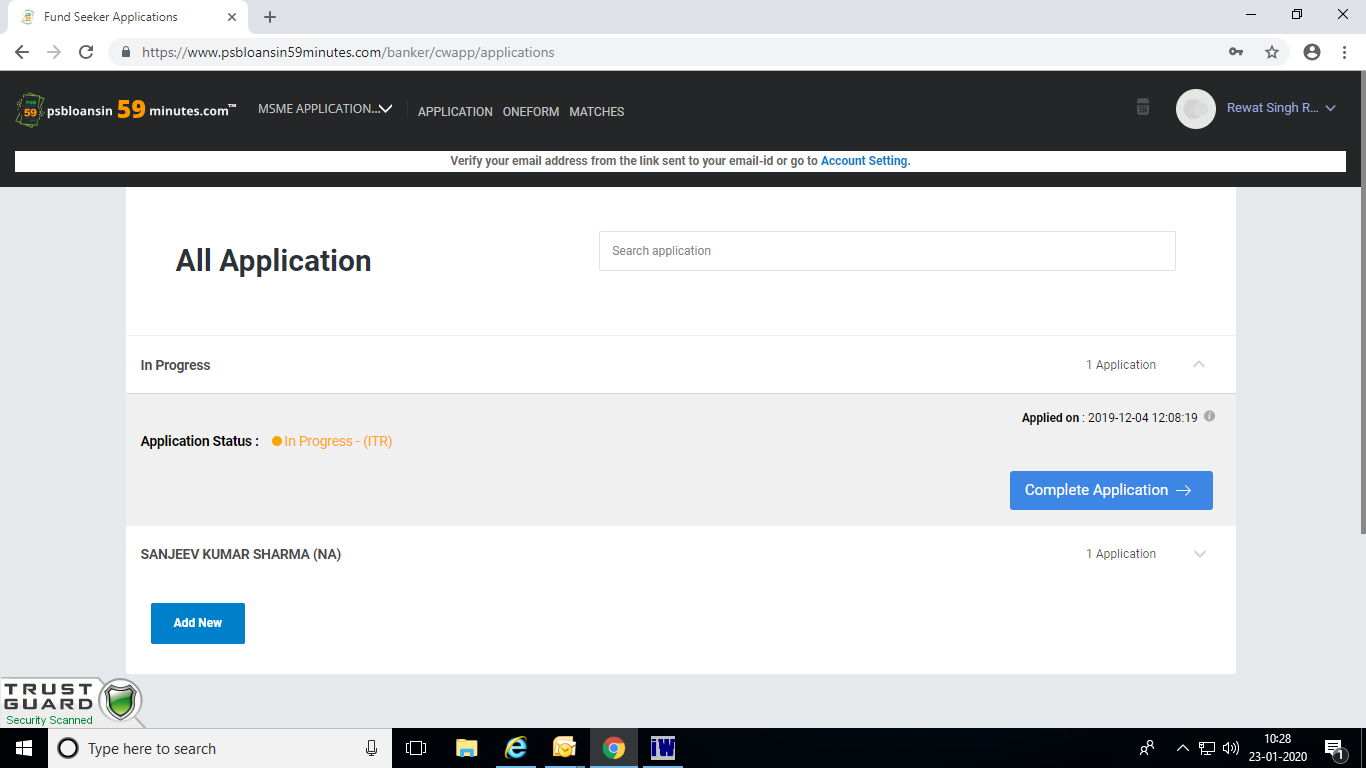 Fund Seeker Applications
https://www.psbloansin59minutes.com/banker/cwapp/applications
PSB
59
psbloansin 59 minutes.com™
MSME APPLICATION...
APPLICATION ONEFORM MATCHES
Rewat Singh R...
Verify your email address from the link sent to your email-id or go to Account Setting.
All Application
Search application
In Progress
1 Application
Applied on : 2019-12-04 12:08:19
Application Status : In Progress - (ITR)
Complete Application
SANJEEV KUMAR SHARMA (NA)
1 Application
Add New
TRUST
GUARD
Security Scanned
Type here to search
iW
10:28
23-01-2020
1